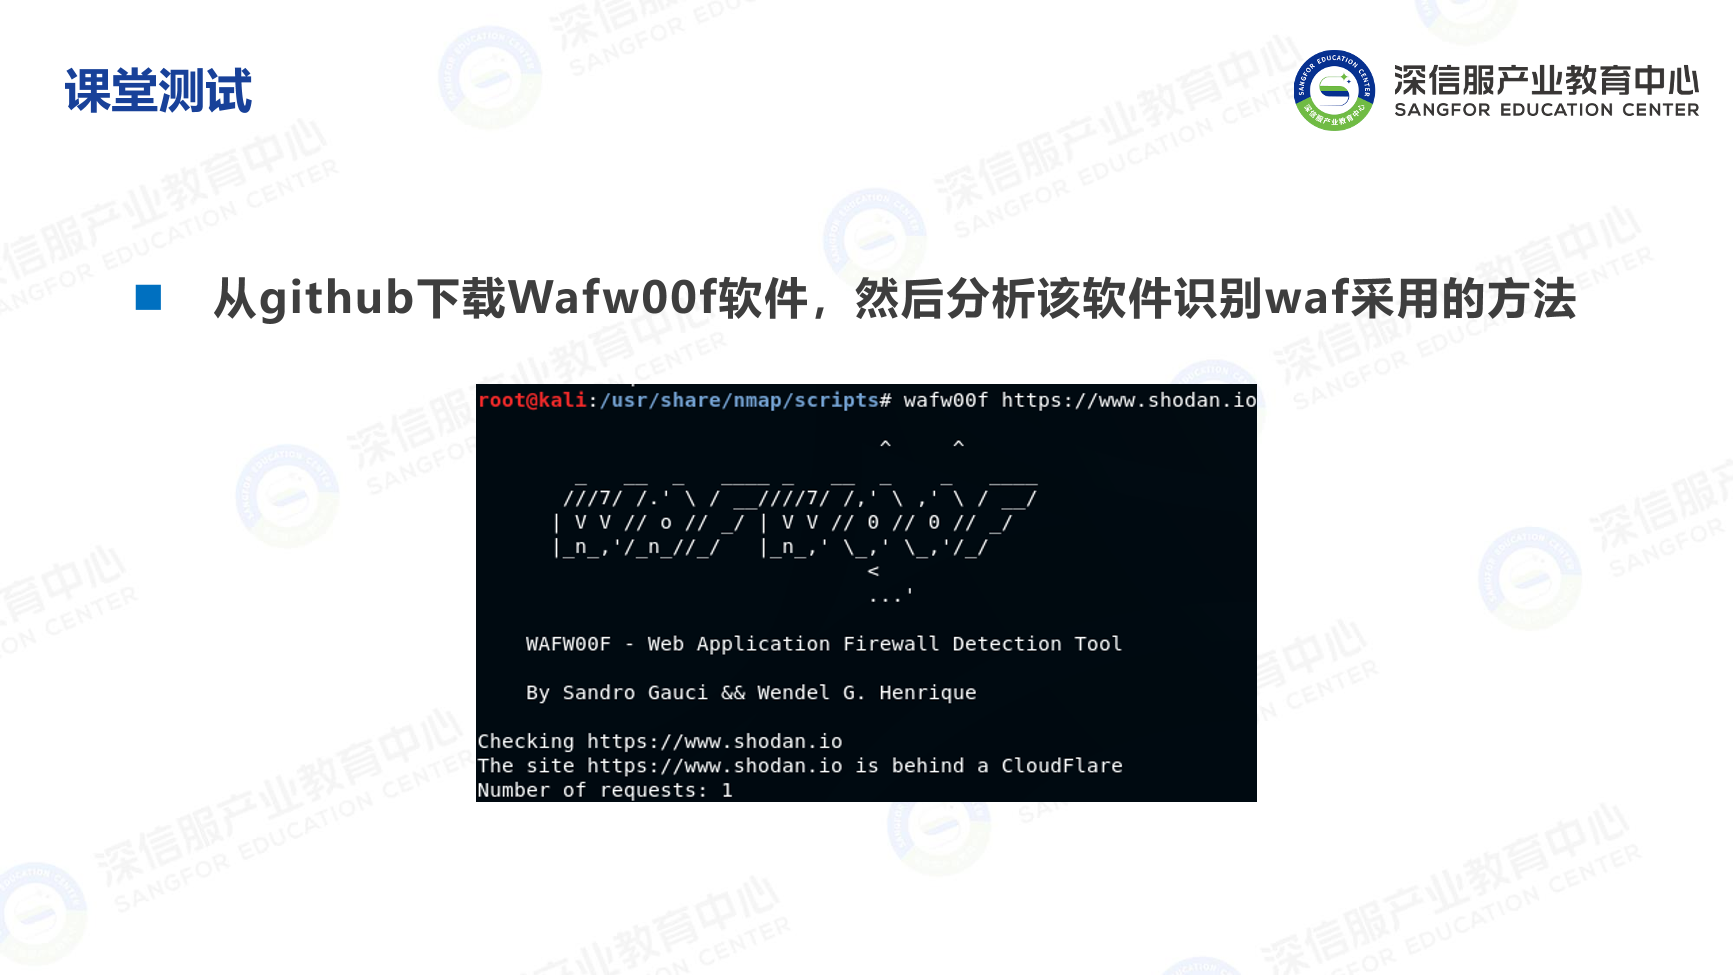 课堂测试
深信服产业教育中心
SANGFOR EDUCATION CENTER
从github下载Wafw00f软件，然后分析该软件识别waf采用的方法
root@kali:/usr/share/nmap/scripts# wafw00f https://www.shodan.io
                                 ^     ^
        _   __  _   ____ _   __  _    _   ____
       ///7/ /.' \ / __////7/ /,' \ ,' \ / __/
      | V V // o // _/ | V V // 0 // 0 // _/
      |_n_,'/_n_//_/   |_n_,' \_,' \_,'/_/
                                <
                                ...'
WAFW00F - Web Application Firewall Detection Tool
By Sandro Gauci && Wendel G. Henrique
Checking https://www.shodan.io
The site https://www.shodan.io is behind a CloudFlare
Number of requests: 1